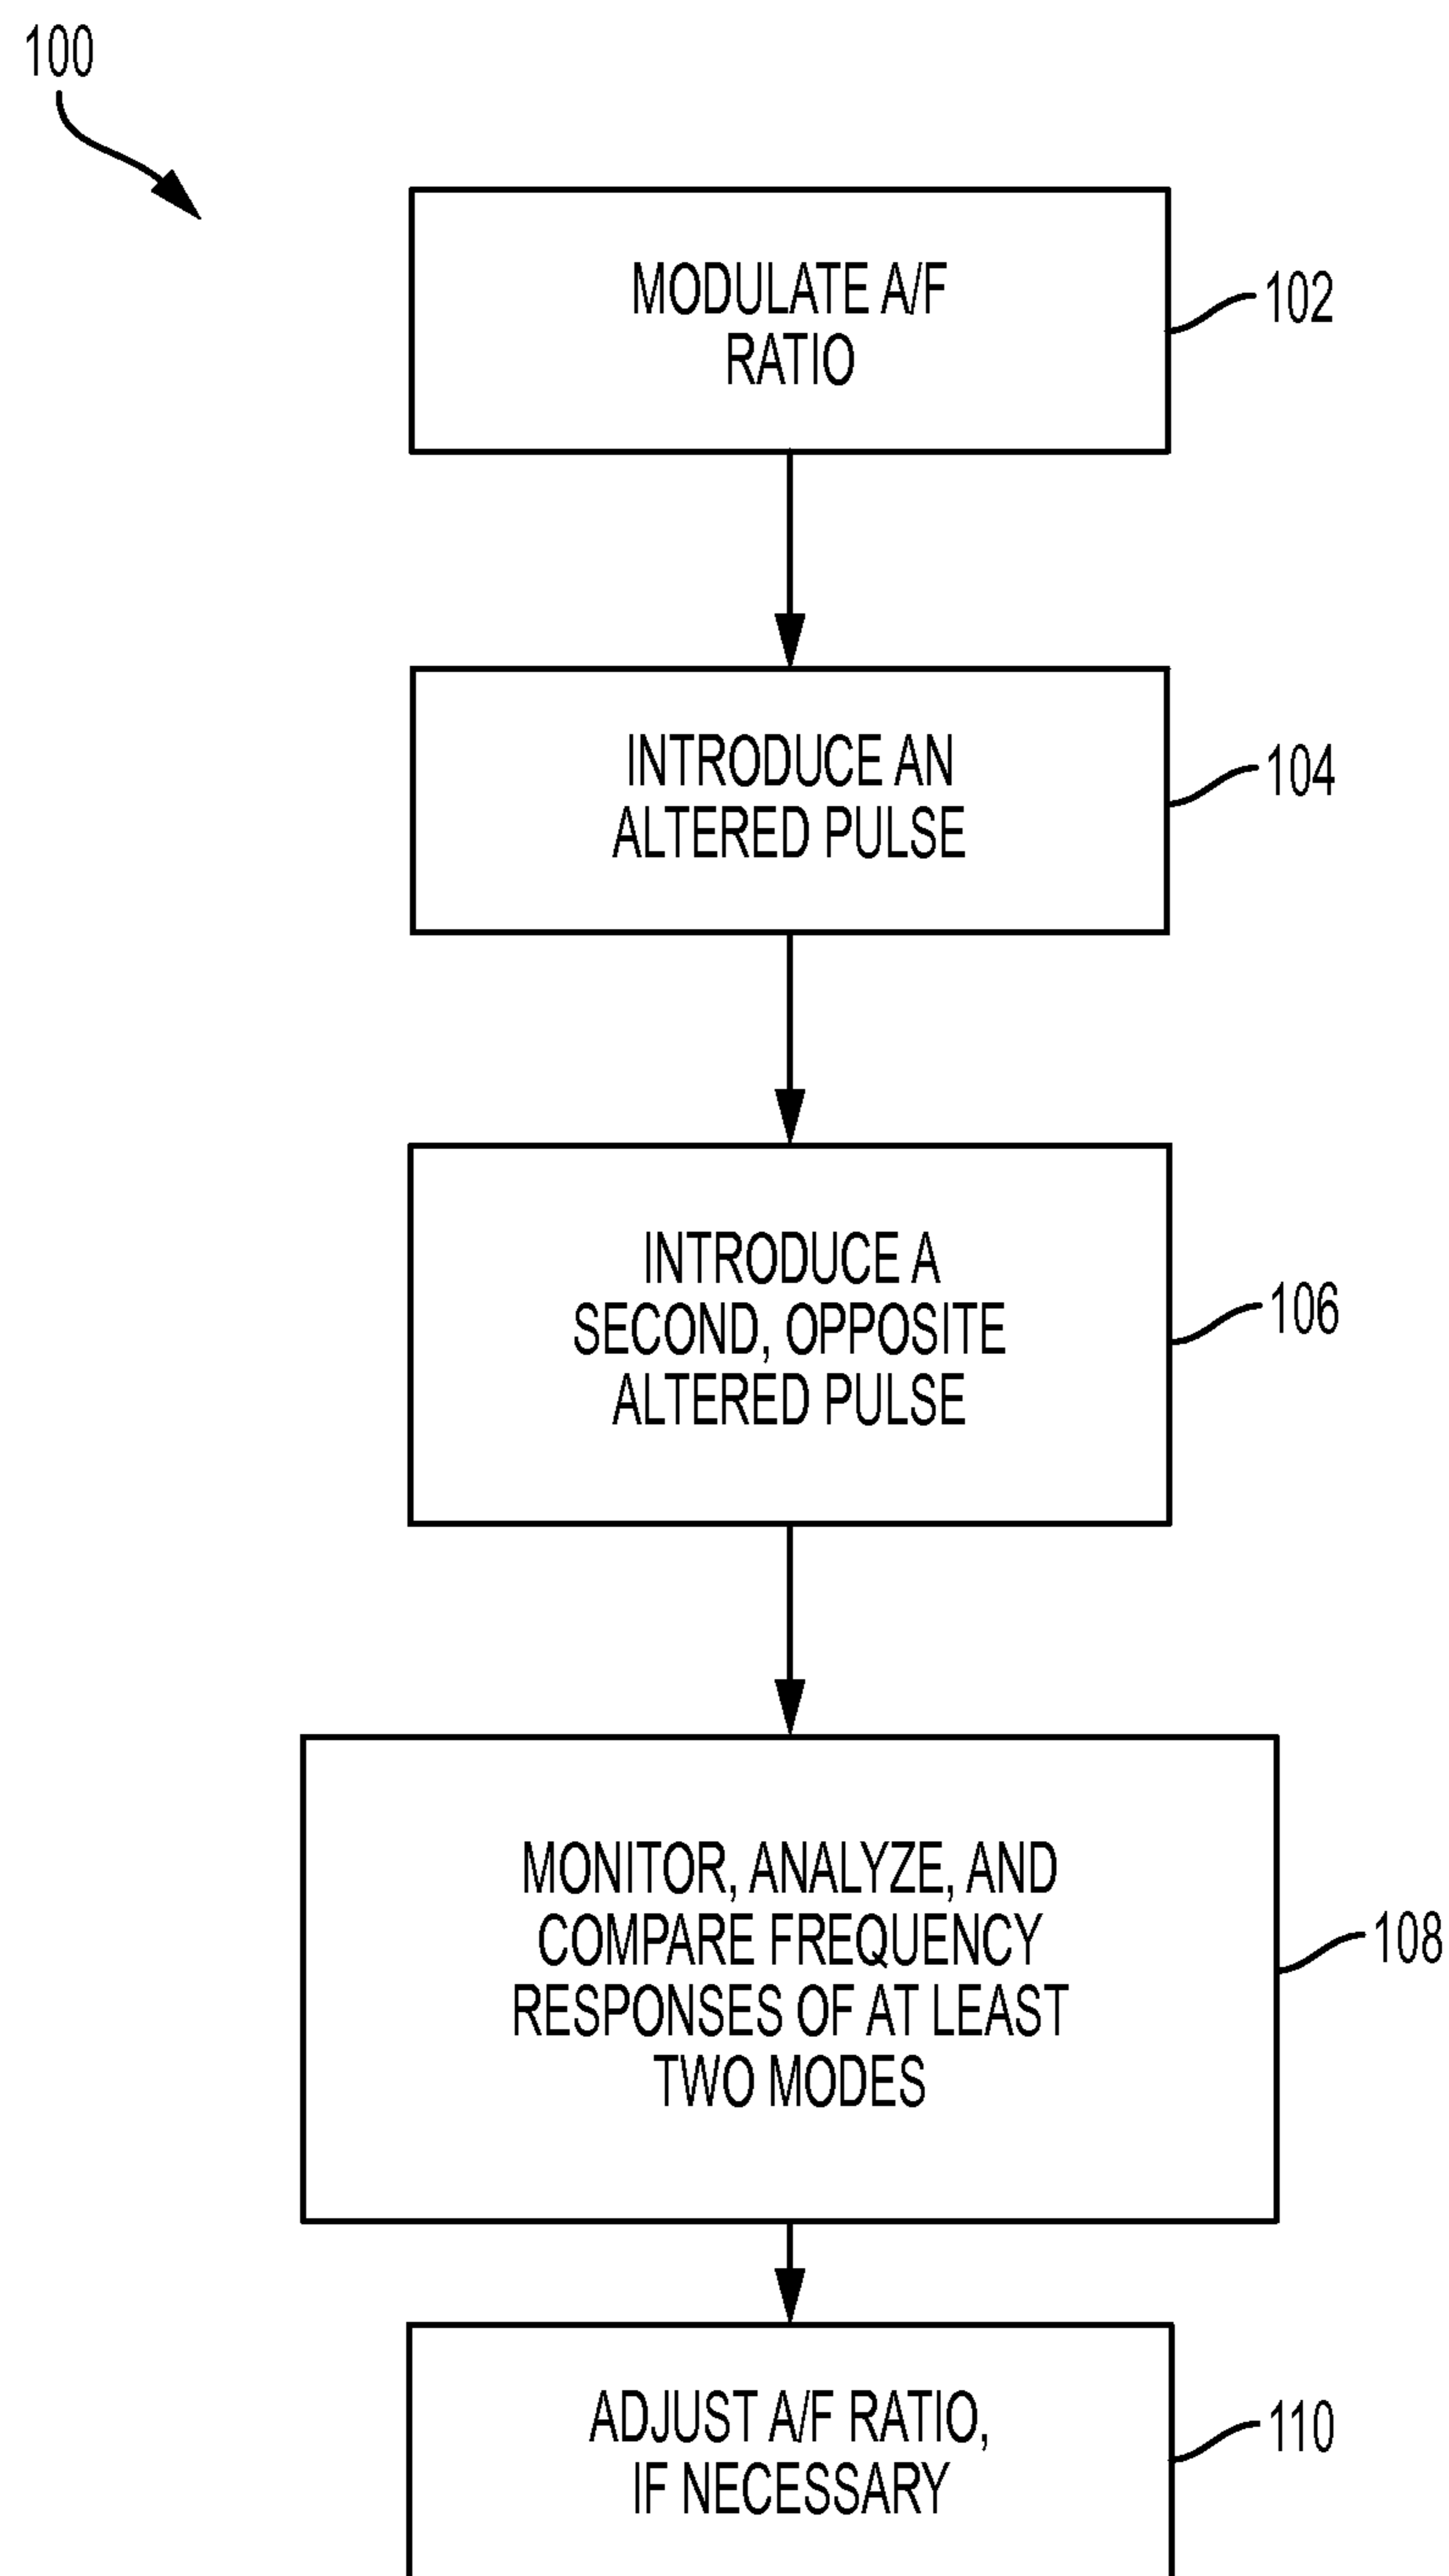 100
MODULATE A/F
RATIO
102
INTRODUCE AN
ALTERED PULSE
104
INTRODUCE A
SECOND, OPPOSITE
ALTERED PULSE
106
MONITOR, ANALYZE, AND
COMPARE FREQUENCY
RESPONSES OF AT LEAST
TWO MODES
108
ADJUST A/F RATIO,
IF NECESSARY
110